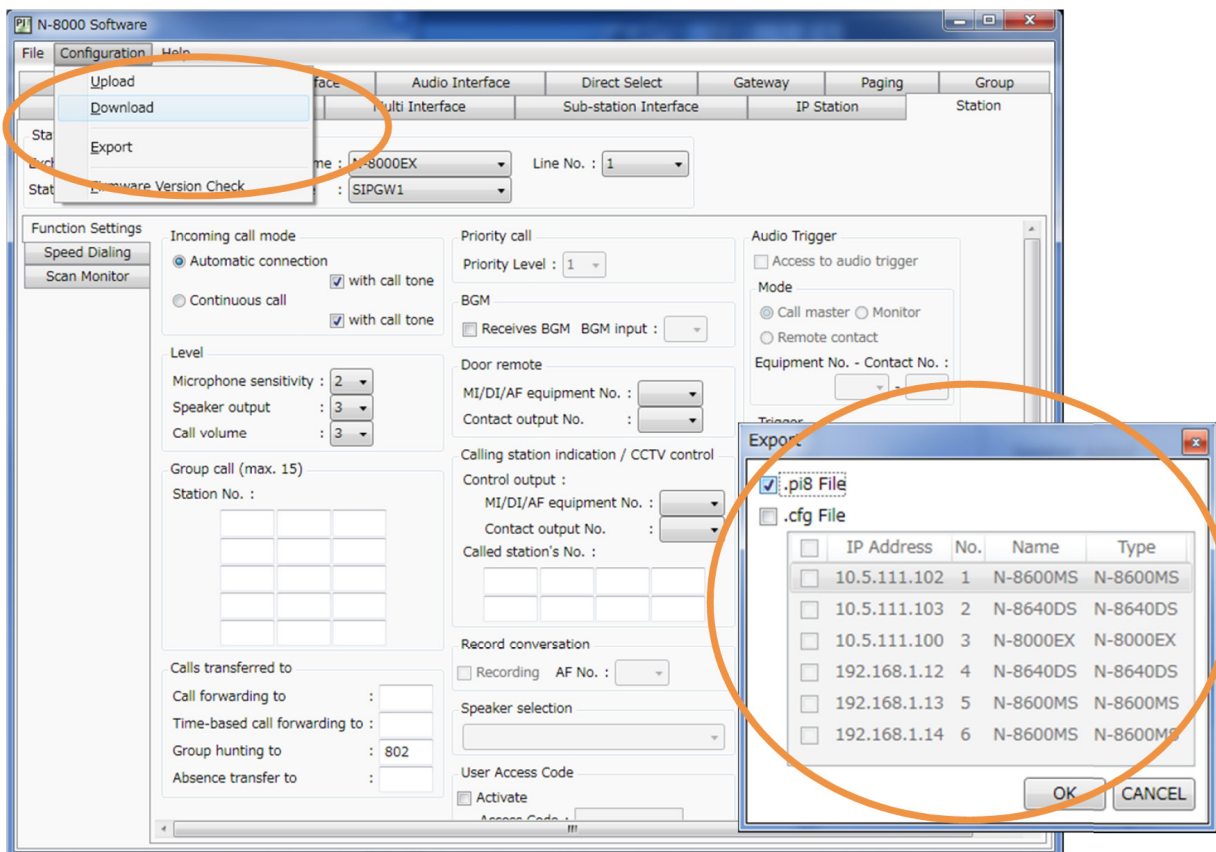 N-8000 Software
File Configuration Help
Upload
Download
Export
Firmware Version Check
Audio Interface Direct Select Gateway Paging Group
Multi Interface Sub-station Interface IP Station Station
N-8000EX Line No. : 1
SIPGW1
Function Settings
Speed Dialing
Scan Monitor
Incoming call mode
Automatic connection
with call tone
Continuous call
with call tone
Level
Microphone sensitivity : 2
Speaker output : 3
Call volume : 3
Group call (max. 15)
Station No. :
Calls transferred to
Call forwarding to :
Time-based call forwarding to :
Group hunting to : 802
Absence transfer to :
Priority call
Priority Level : 1
BGM
Receives BGM BGM input :
Door remote
MI/DI/AF equipment No. :
Contact output No. :
Calling station indication / CCTV control
Control output :
MI/DI/AF equipment No. :
Contact output No. :
Called station's No. :
Record conversation
Recording AF No. :
Speaker selection
User Access Code
Activate
Access Code :
Audio Trigger
Access to audio trigger
Mode
Call master Monitor
Remote contact
Equipment No. - Contact No. :
-
Trigger
Export
.pi8 File
.cfg File
IP Address No. Name Type
10.5.111.102 1 N-8600MS N-8600MS
10.5.111.103 2 N-8640DS N-8640DS
10.5.111.100 3 N-8000EX N-8000EX
192.168.1.12 4 N-8640DS N-8640DS
192.168.1.13 5 N-8600MS N-8600MS
192.168.1.14 6 N-8600MS N-8600MS
OK CANCEL